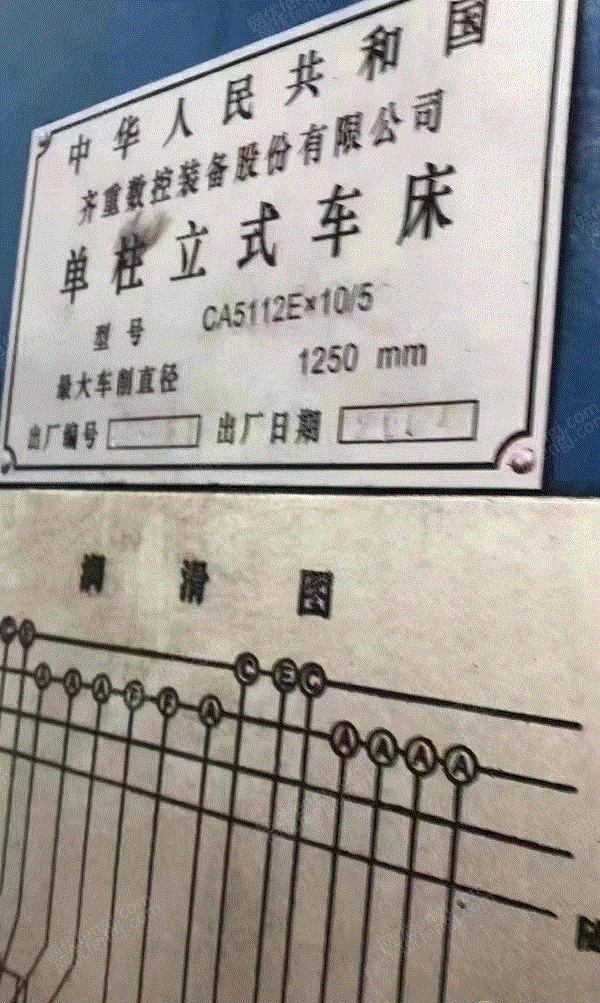 中华人民共和国
齐重数控装备股份有限公司
单柱立式车床
型号 CA5112E×10/5
最大车削直径 1250 mm
出厂编号 出厂日期
润滑图
C E C
A A A F F A A A A A